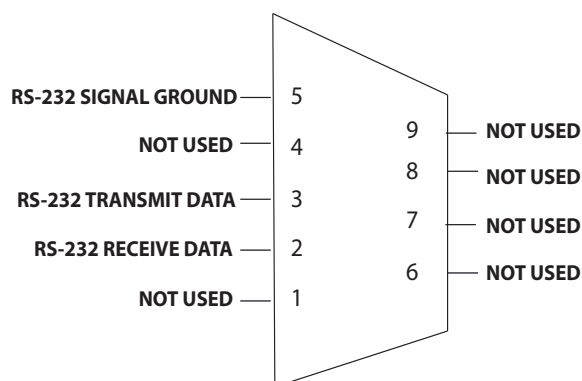 RS-232 SIGNAL GROUND 5
NOT USED 4
RS-232 TRANSMIT DATA 3
RS-232 RECEIVE DATA 2
NOT USED 1
9 NOT USED
8 NOT USED
7 NOT USED
6 NOT USED